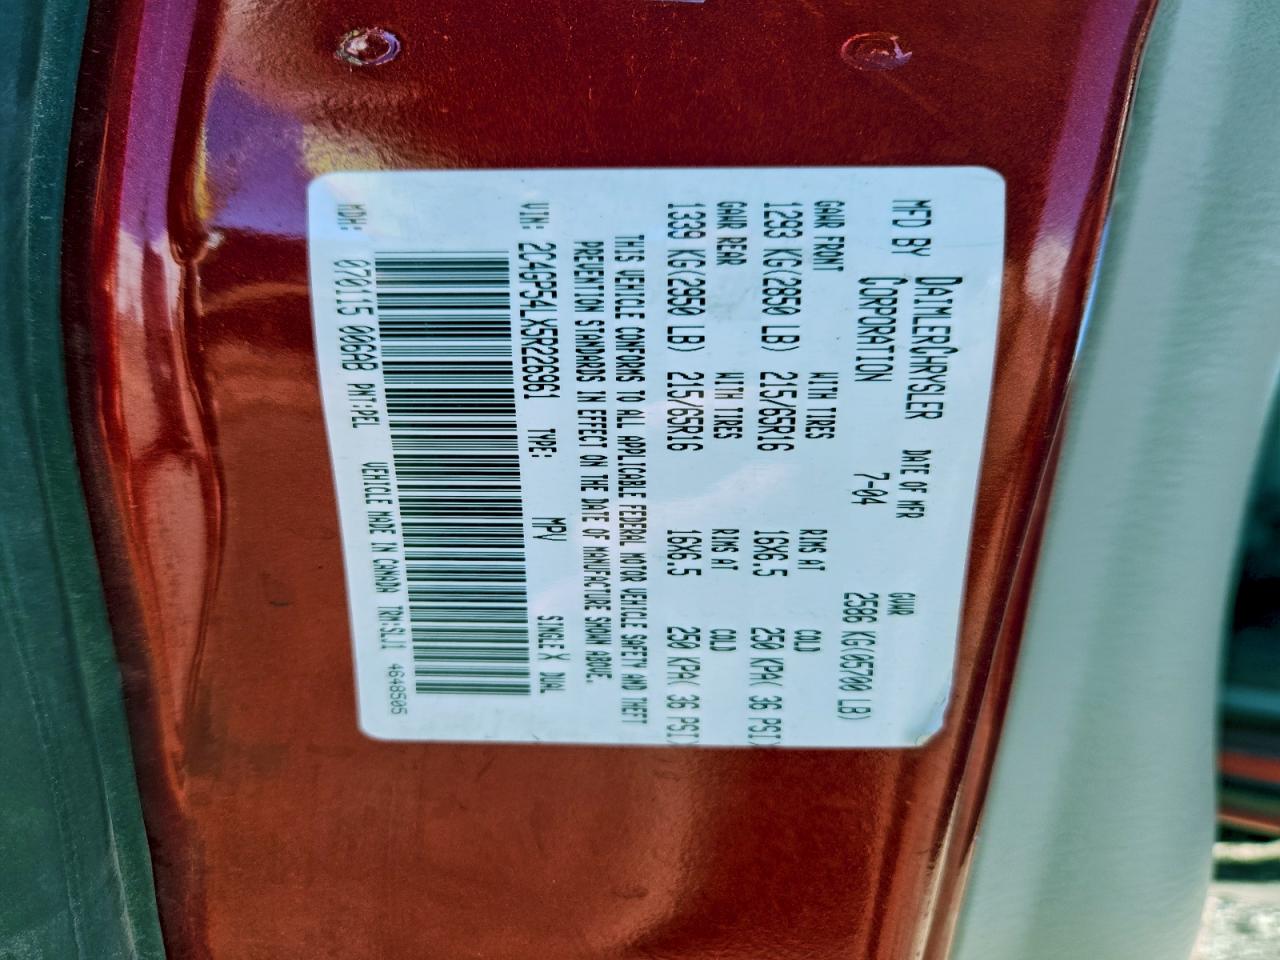 MFD BY DAIMLERCHRYSLER CORPORATION DATE OF MFR 7-04 GVWR 2586 KG(05700 LB)
GAWR FRONT WITH TIRES RIMS AT COLD
1293 KG(2850 LB) 215/65R16 16X6.5 250 KPA( 36 PSI)
GAWR REAR WITH TIRES RIMS AT COLD
1339 KG(2950 LB) 215/65R16 16X6.5 250 KPA( 36 PSI)
THIS VEHICLE CONFORMS TO ALL APPLICABLE FEDERAL MOTOR VEHICLE SAFETY AND THEFT
PREVENTION STANDARDS IN EFFECT ON THE DATE OF MANUFACTURE SHOWN ABOVE.
VIN: 2C4GP54LX5R226961 TYPE: MPV SINGLE X DUAL
MDH: 070115 006AB PNT:PEL VEHICLE MADE IN CANADA TRM:SL11 4648505